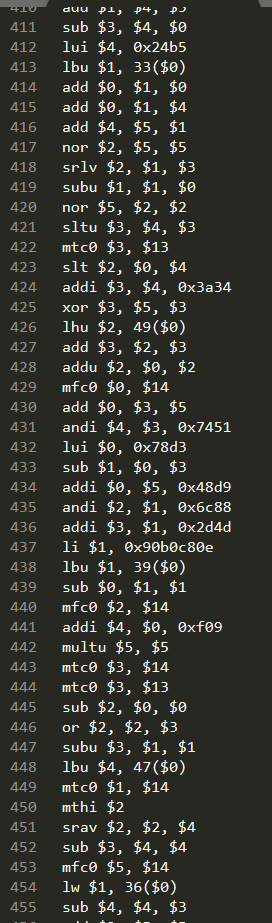 410 add $1, $4, $5
411 sub $3, $4, $0
412 lui $4, 0x24b5
413 lbu $1, 33($0)
414 add $0, $1, $0
415 add $0, $1, $4
416 add $4, $5, $1
417 nor $2, $5, $5
418 srlv $2, $1, $3
419 subu $1, $1, $0
420 nor $5, $2, $2
421 sltu $3, $4, $3
422 mtc0 $3, $13
423 slt $2, $0, $4
424 addi $3, $4, 0x3a34
425 xor $3, $5, $3
426 lhu $2, 49($0)
427 add $3, $2, $3
428 addu $2, $0, $2
429 mfc0 $0, $14
430 add $0, $3, $5
431 andi $4, $3, 0x7451
432 lui $0, 0x78d3
433 sub $1, $0, $3
434 addi $0, $5, 0x48d9
435 andi $2, $1, 0x6c88
436 addi $3, $1, 0x2d4d
437 li $1, 0x90b0c80e
438 lbu $1, 39($0)
439 sub $0, $1, $1
440 mfc0 $2, $14
441 addi $4, $0, 0xf09
442 multu $5, $5
443 mtc0 $3, $14
444 mtc0 $3, $13
445 sub $2, $0, $0
446 or $2, $2, $3
447 subu $3, $1, $1
448 lbu $4, 47($0)
449 mtc0 $1, $14
450 mthi $2
451 srav $2, $2, $4
452 sub $3, $4, $4
453 mfc0 $5, $14
454 lw $1, 36($0)
455 sub $4, $4, $3